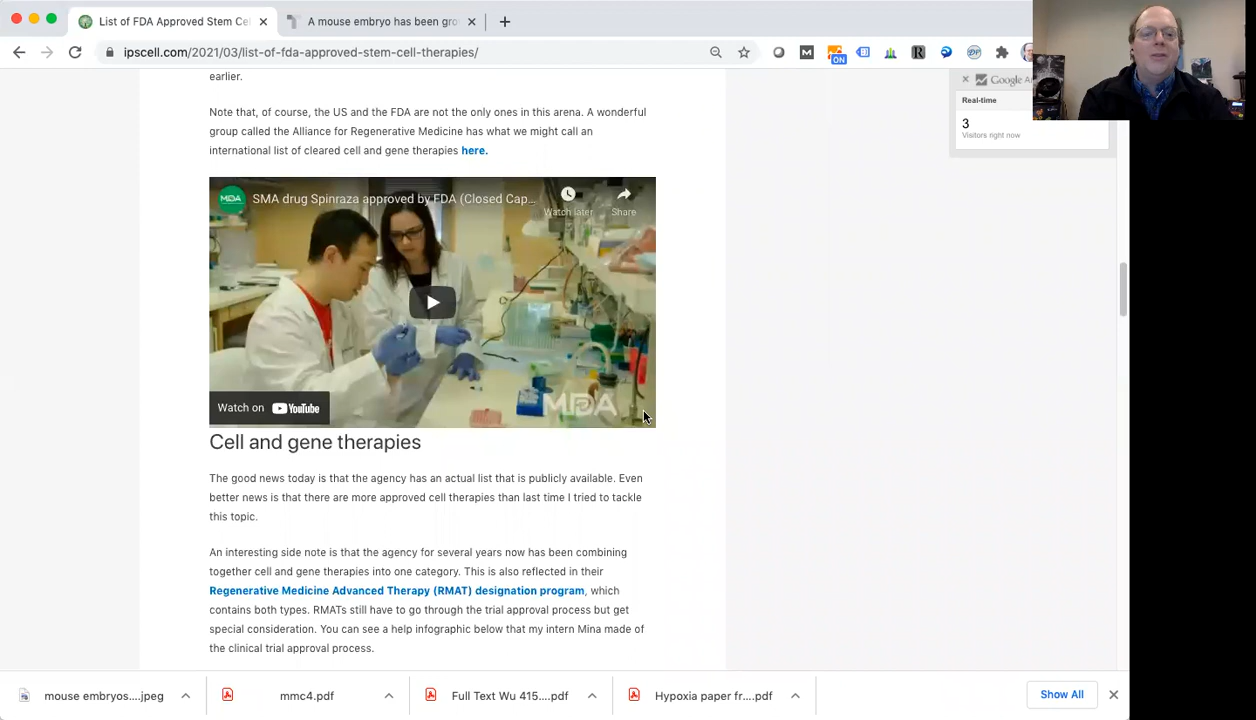 List of FDA Approved Stem Ce
A mouse embryo has been gro
ipscell.com/2021/03/list-of-fda-approved-stem-cell-therapies/
ON
earlier.
Note that, of course, the US and the FDA are not the only ones in this arena. A wonderful
group called the Alliance for Regenerative Medicine has what we might call an
international list of cleared cell and gene therapies here.
Google A
Real-time
3
Visitors right now
MDA
SMA drug Spinraza approved by FDA (Closed Cap...
Watch later
Share
Watch on YouTube
MDA
Cell and gene therapies
The good news today is that the agency has an actual list that is publicly available. Even
better news is that there are more approved cell therapies than last time I tried to tackle
this topic.
An interesting side note is that the agency for several years now has been combining
together cell and gene therapies into one category. This is also reflected in their
Regenerative Medicine Advanced Therapy (RMAT) designation program, which
contains both types. RMATs still have to go through the trial approval process but get
special consideration. You can see a help infographic below that my intern Mina made of
the clinical trial approval process.
mouse embryos....jpeg
mmc4.pdf
Full Text Wu 415....pdf
Hypoxia paper fr....pdf
Show All